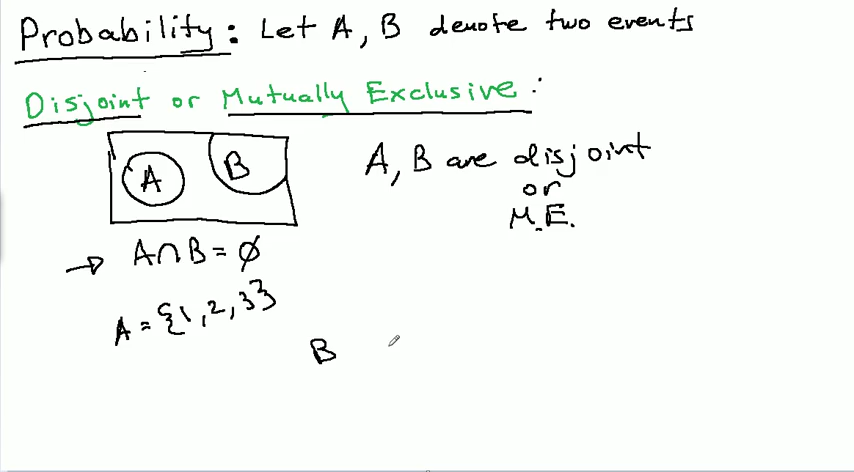 Probability: Let A, B denote two events
Disjoint or Mutually Exclusive:
A B
A, B are disjoint
or
M.E.
→ A∩B = ∅
A = {1, 2, 3}
B